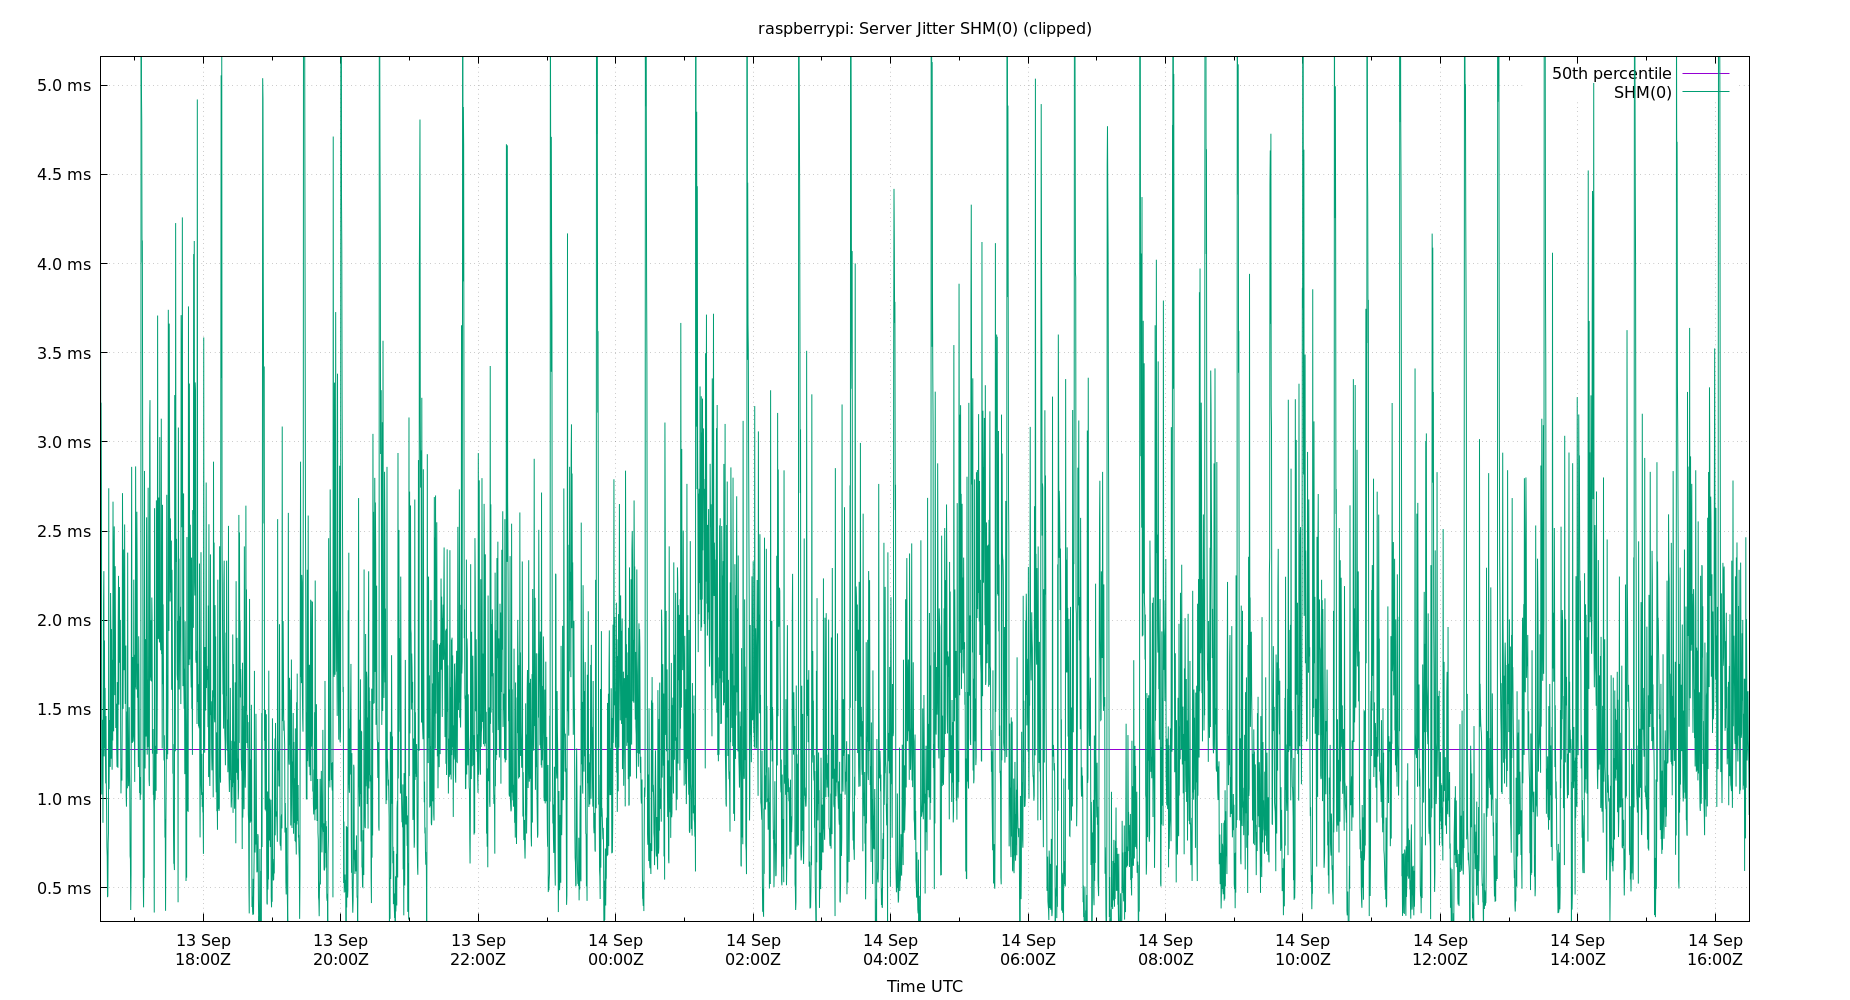 raspberrypi: Server Jitter SHM(0) (clipped)
50th percentile
SHM(0)
5.0 ms
4.5 ms
4.0 ms
3.5 ms
3.0 ms
2.5 ms
2.0 ms
1.5 ms
1.0 ms
0.5 ms
13 Sep 13 Sep 13 Sep 14 Sep 14 Sep 14 Sep 14 Sep 14 Sep 14 Sep 14 Sep 14 Sep 14 Sep
18:00Z 20:00Z 22:00Z 00:00Z 02:00Z 04:00Z 06:00Z 08:00Z 10:00Z 12:00Z 14:00Z 16:00Z
Time UTC